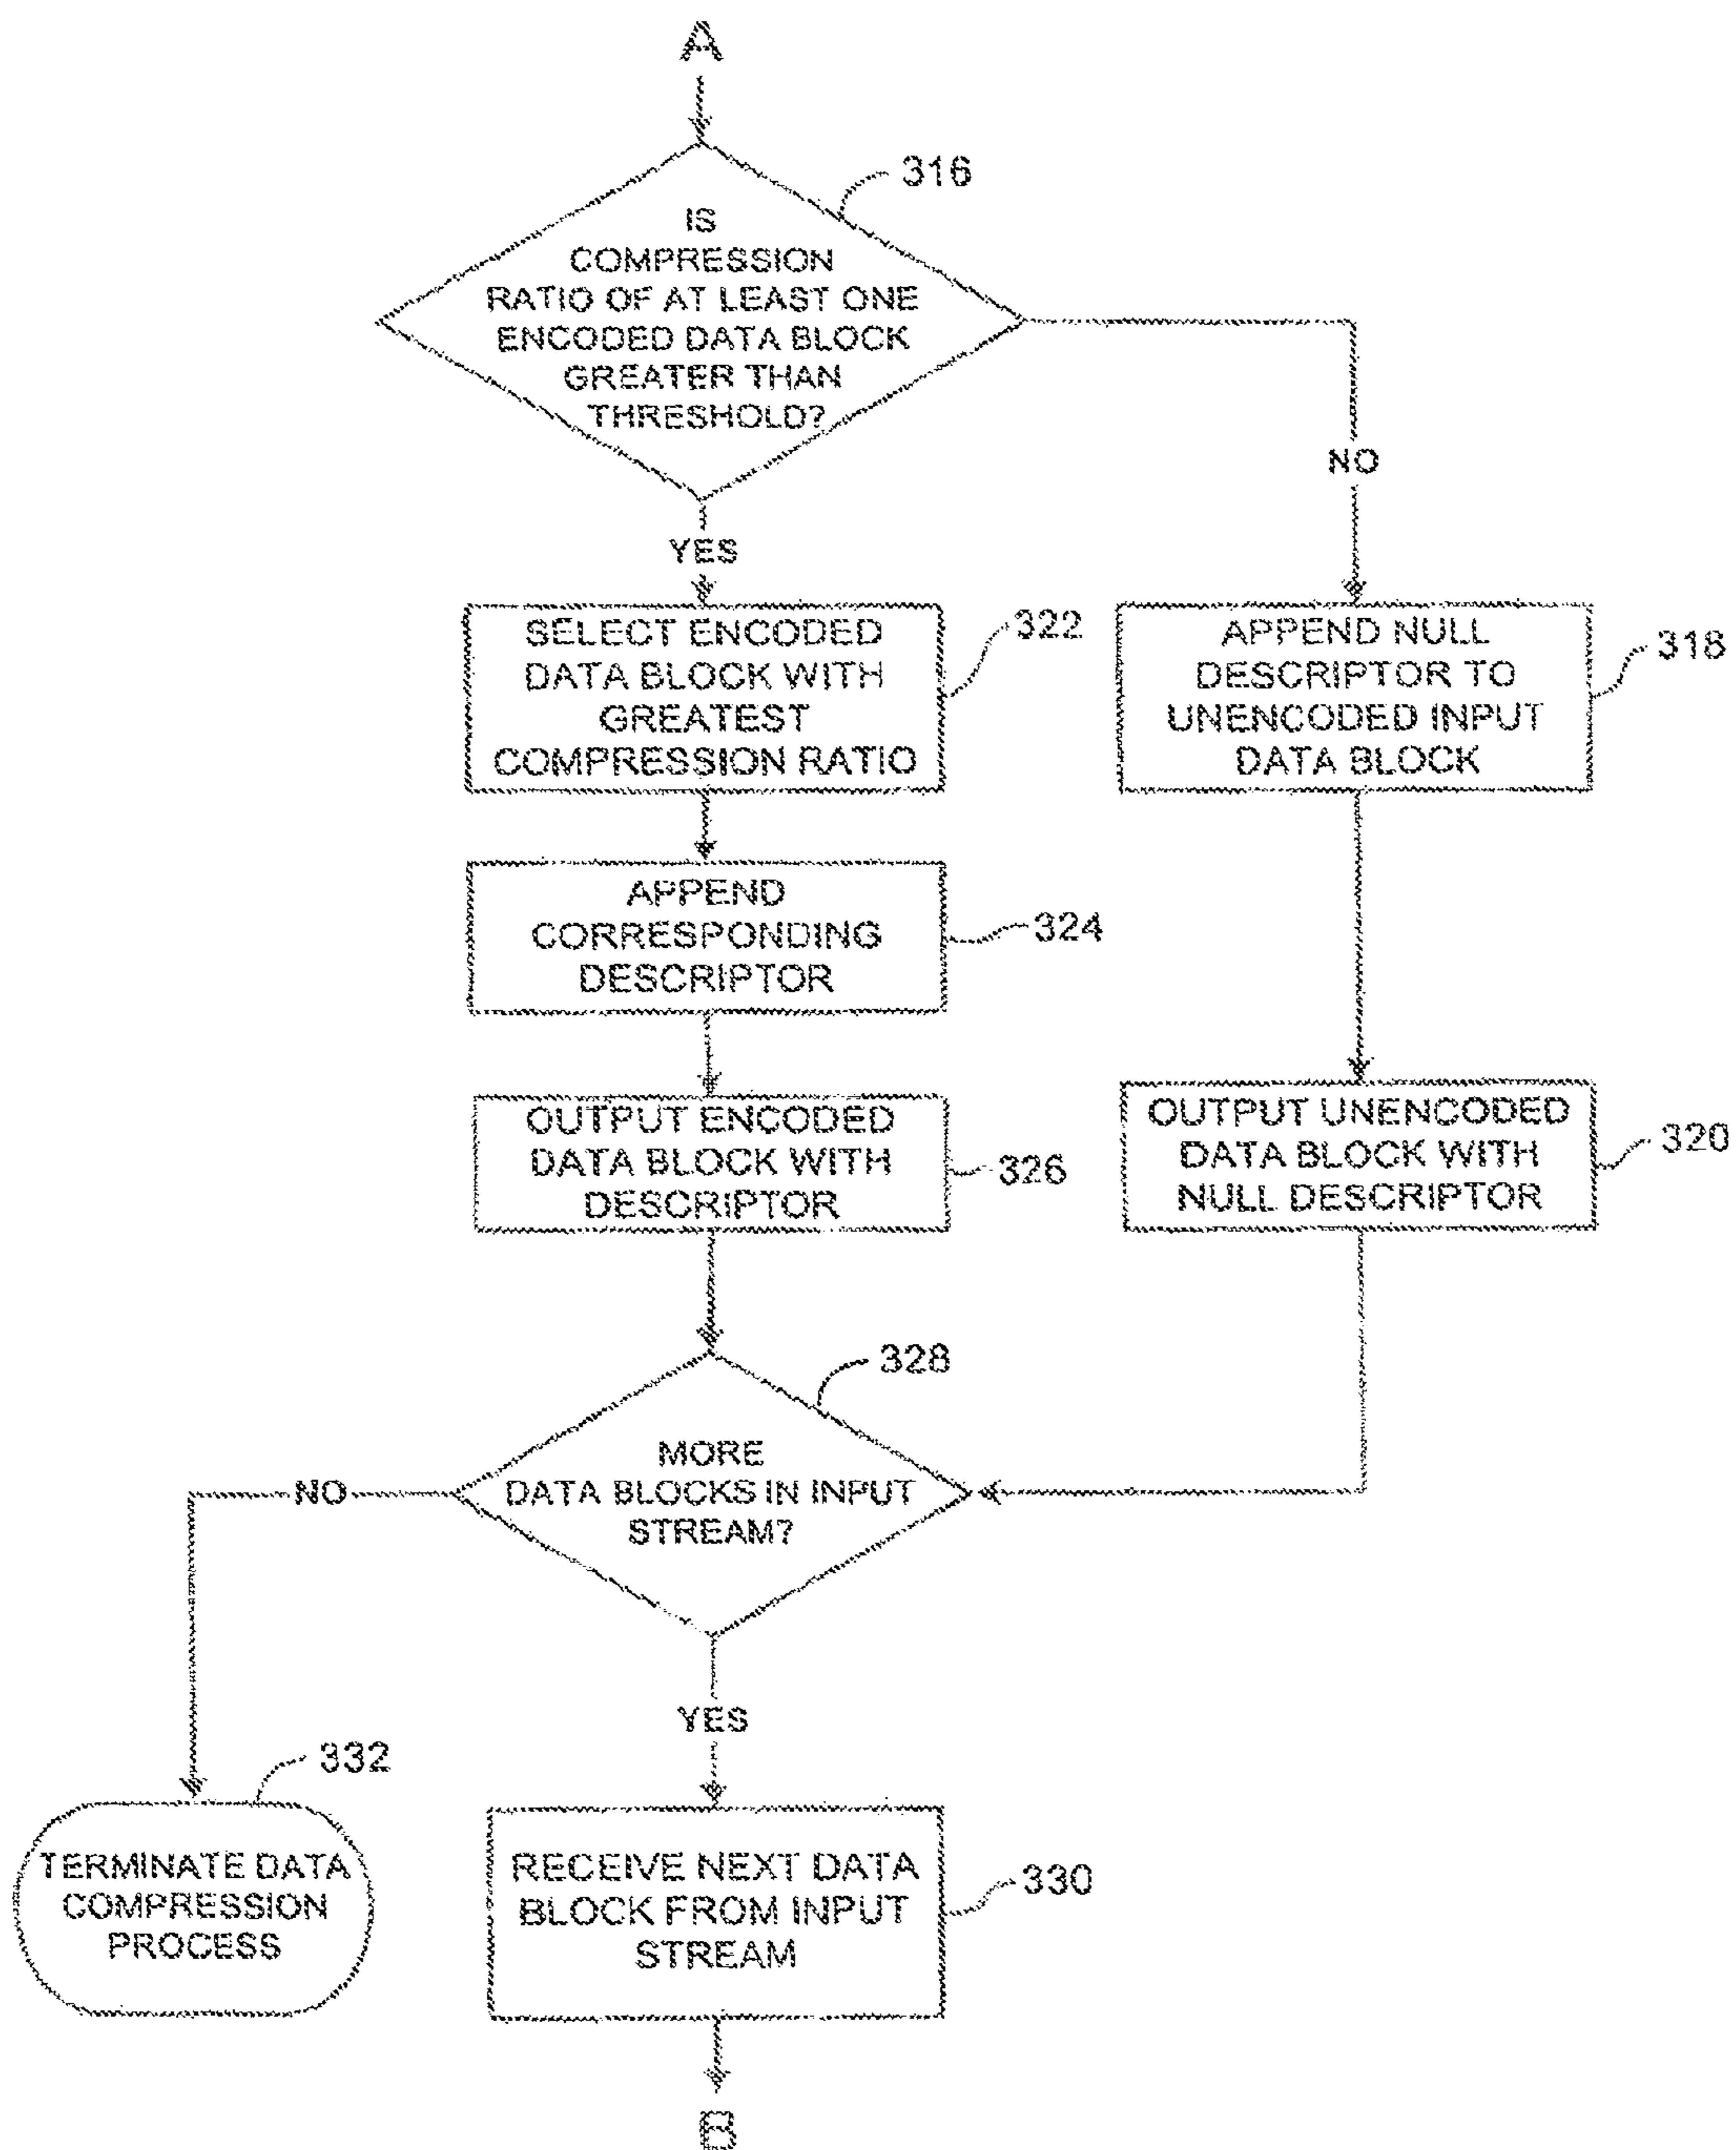 A
316
IS
COMPRESSION
RATIO OF AT LEAST ONE
ENCODED DATA BLOCK
GREATER THAN
THRESHOLD?
NO
YES
SELECT ENCODED
DATA BLOCK WITH
GREATEST
COMPRESSION RATIO
322
APPEND NULL
DESCRIPTOR TO
UNENCODED INPUT
DATA BLOCK
318
APPEND
CORRESPONDING
DESCRIPTOR
324
OUTPUT ENCODED
DATA BLOCK WITH
DESCRIPTOR
326
OUTPUT UNENCODED
DATA BLOCK WITH
NULL DESCRIPTOR
320
328
MORE
DATA BLOCKS IN INPUT
STREAM?
NO
YES
332
TERMINATE DATA
COMPRESSION
PROCESS
RECEIVE NEXT DATA
BLOCK FROM INPUT
STREAM
330
B